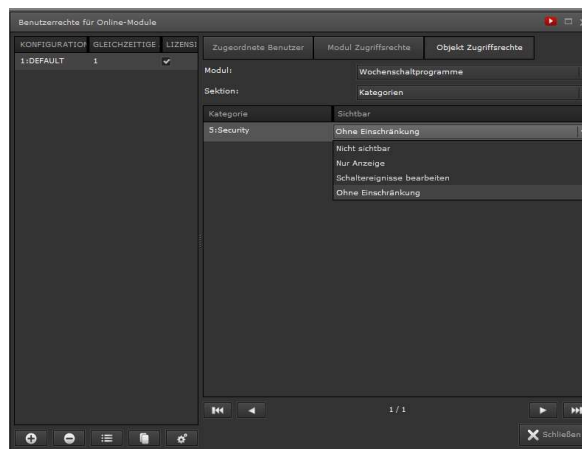 Benutzerrechte für Online-Module
KONFIGURATION GLEICHZEITIGE LIZENSI
1:DEFAULT 1
Zugeordnete Benutzer Modul Zugriffsrechte Objekt Zugriffsrechte
Modul: Wochenschaltprogramme
Sektion: Kategorien
Kategorie Sichtbar
5:Security Ohne Einschränkung
Nicht sichtbar
Nur Anzeige
Schaltereignisse bearbeiten
Ohne Einschränkung
1 / 1
Schließen